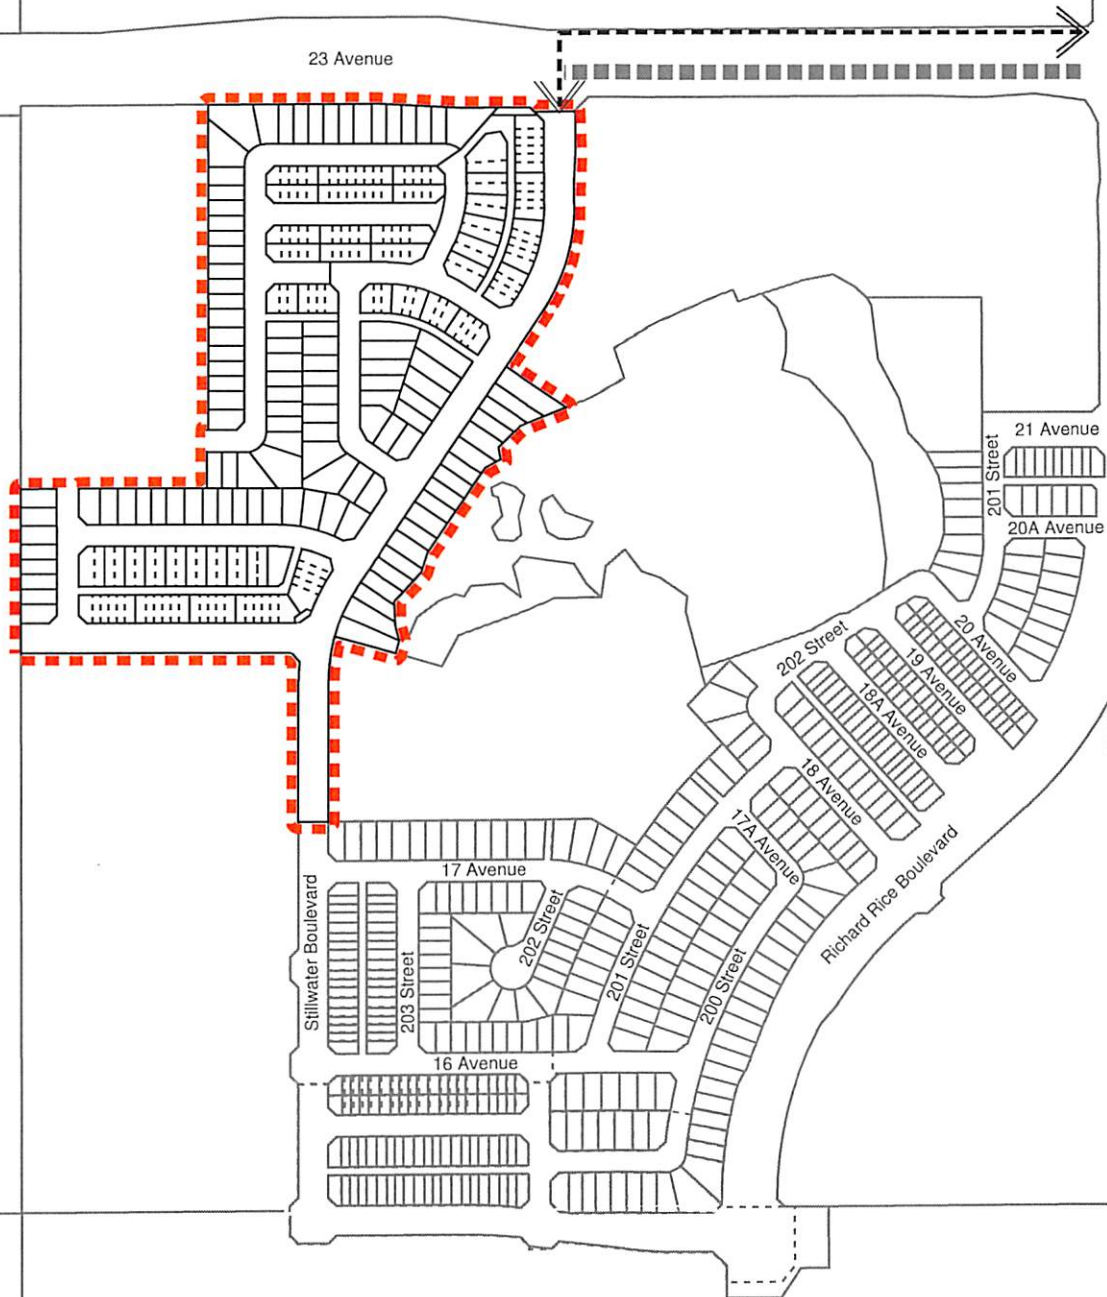 23 Avenue
21 Avenue
201 Street
20A Avenue
20 Avenue
202 Street
19 Avenue
18A Avenue
18 Avenue
17A Avenue
Richard Rice Boulevard
17 Avenue
Stillwater Boulevard
203 Street
202 Street
201 Street
200 Street
16 Avenue